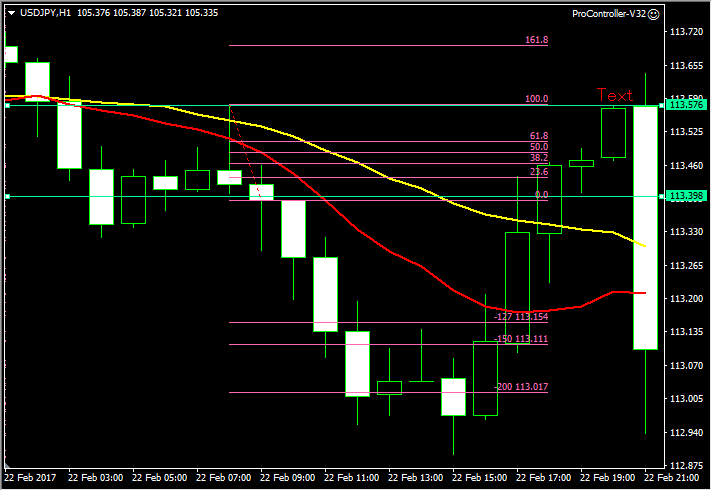 USDJPY,H1 105.376 105.387 105.321 105.335
ProController-V32
113.720
113.655
113.576
113.525
113.460
113.398
113.330
113.265
113.200
113.135
113.070
113.005
112.940
112.875
Text
161.8
100.0
61.8
50.0
38.2
23.6
0.0
-127 113.154
-150 113.111
-200 113.017
22 Feb 2017
22 Feb 03:00
22 Feb 05:00
22 Feb 07:00
22 Feb 09:00
22 Feb 11:00
22 Feb 13:00
22 Feb 15:00
22 Feb 17:00
22 Feb 19:00
22 Feb 21:00